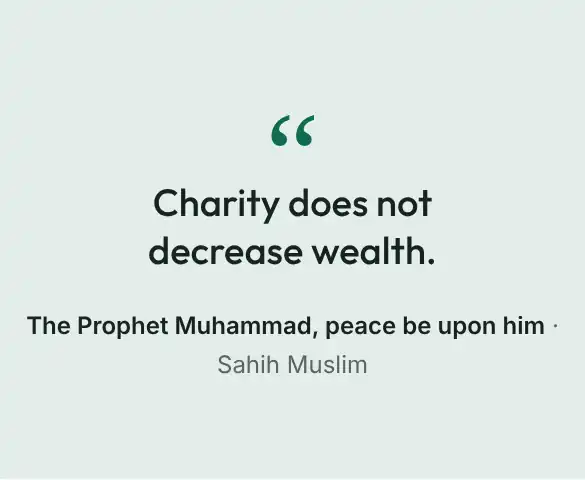 “
Charity does not
decrease wealth.
The Prophet Muhammad, peace be upon him ·
Sahih Muslim